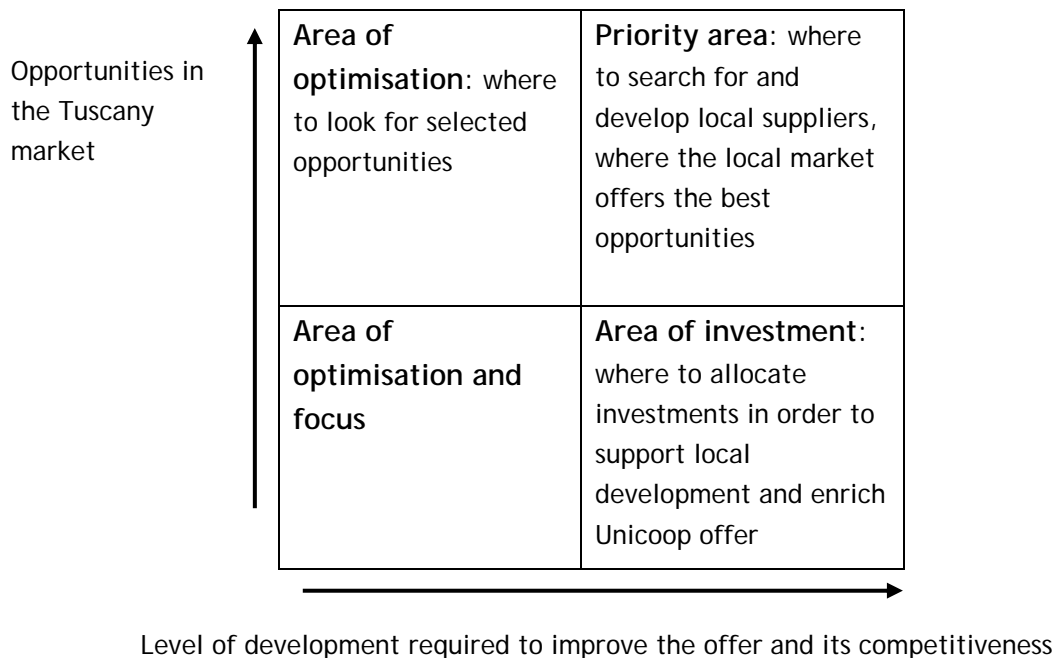 Opportunities in
the Tuscany
market
Area of
optimisation: where
to look for selected
opportunities
Priority area: where
to search for and
develop local suppliers,
where the local market
offers the best
opportunities
Area of
optimisation and
focus
Area of investment:
where to allocate
investments in order to
support local
development and enrich
Unicoop offer
Level of development required to improve the offer and its competitiveness